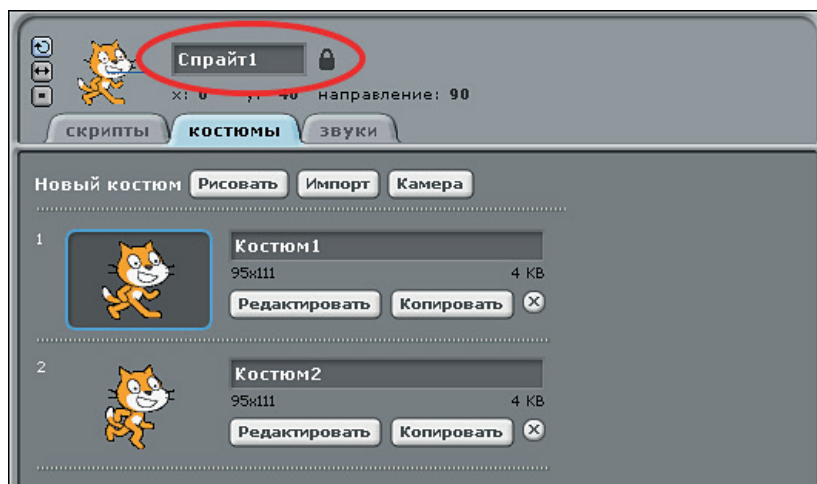 Спрайт1
x: 0 y: 40 направление: 90
скрипты костюмы звуки
Новый костюм Рисовать Импорт Камера
1
Костюм1
95x111 4 KB
Редактировать Копировать
2
Костюм2
95x111 4 KB
Редактировать Копировать